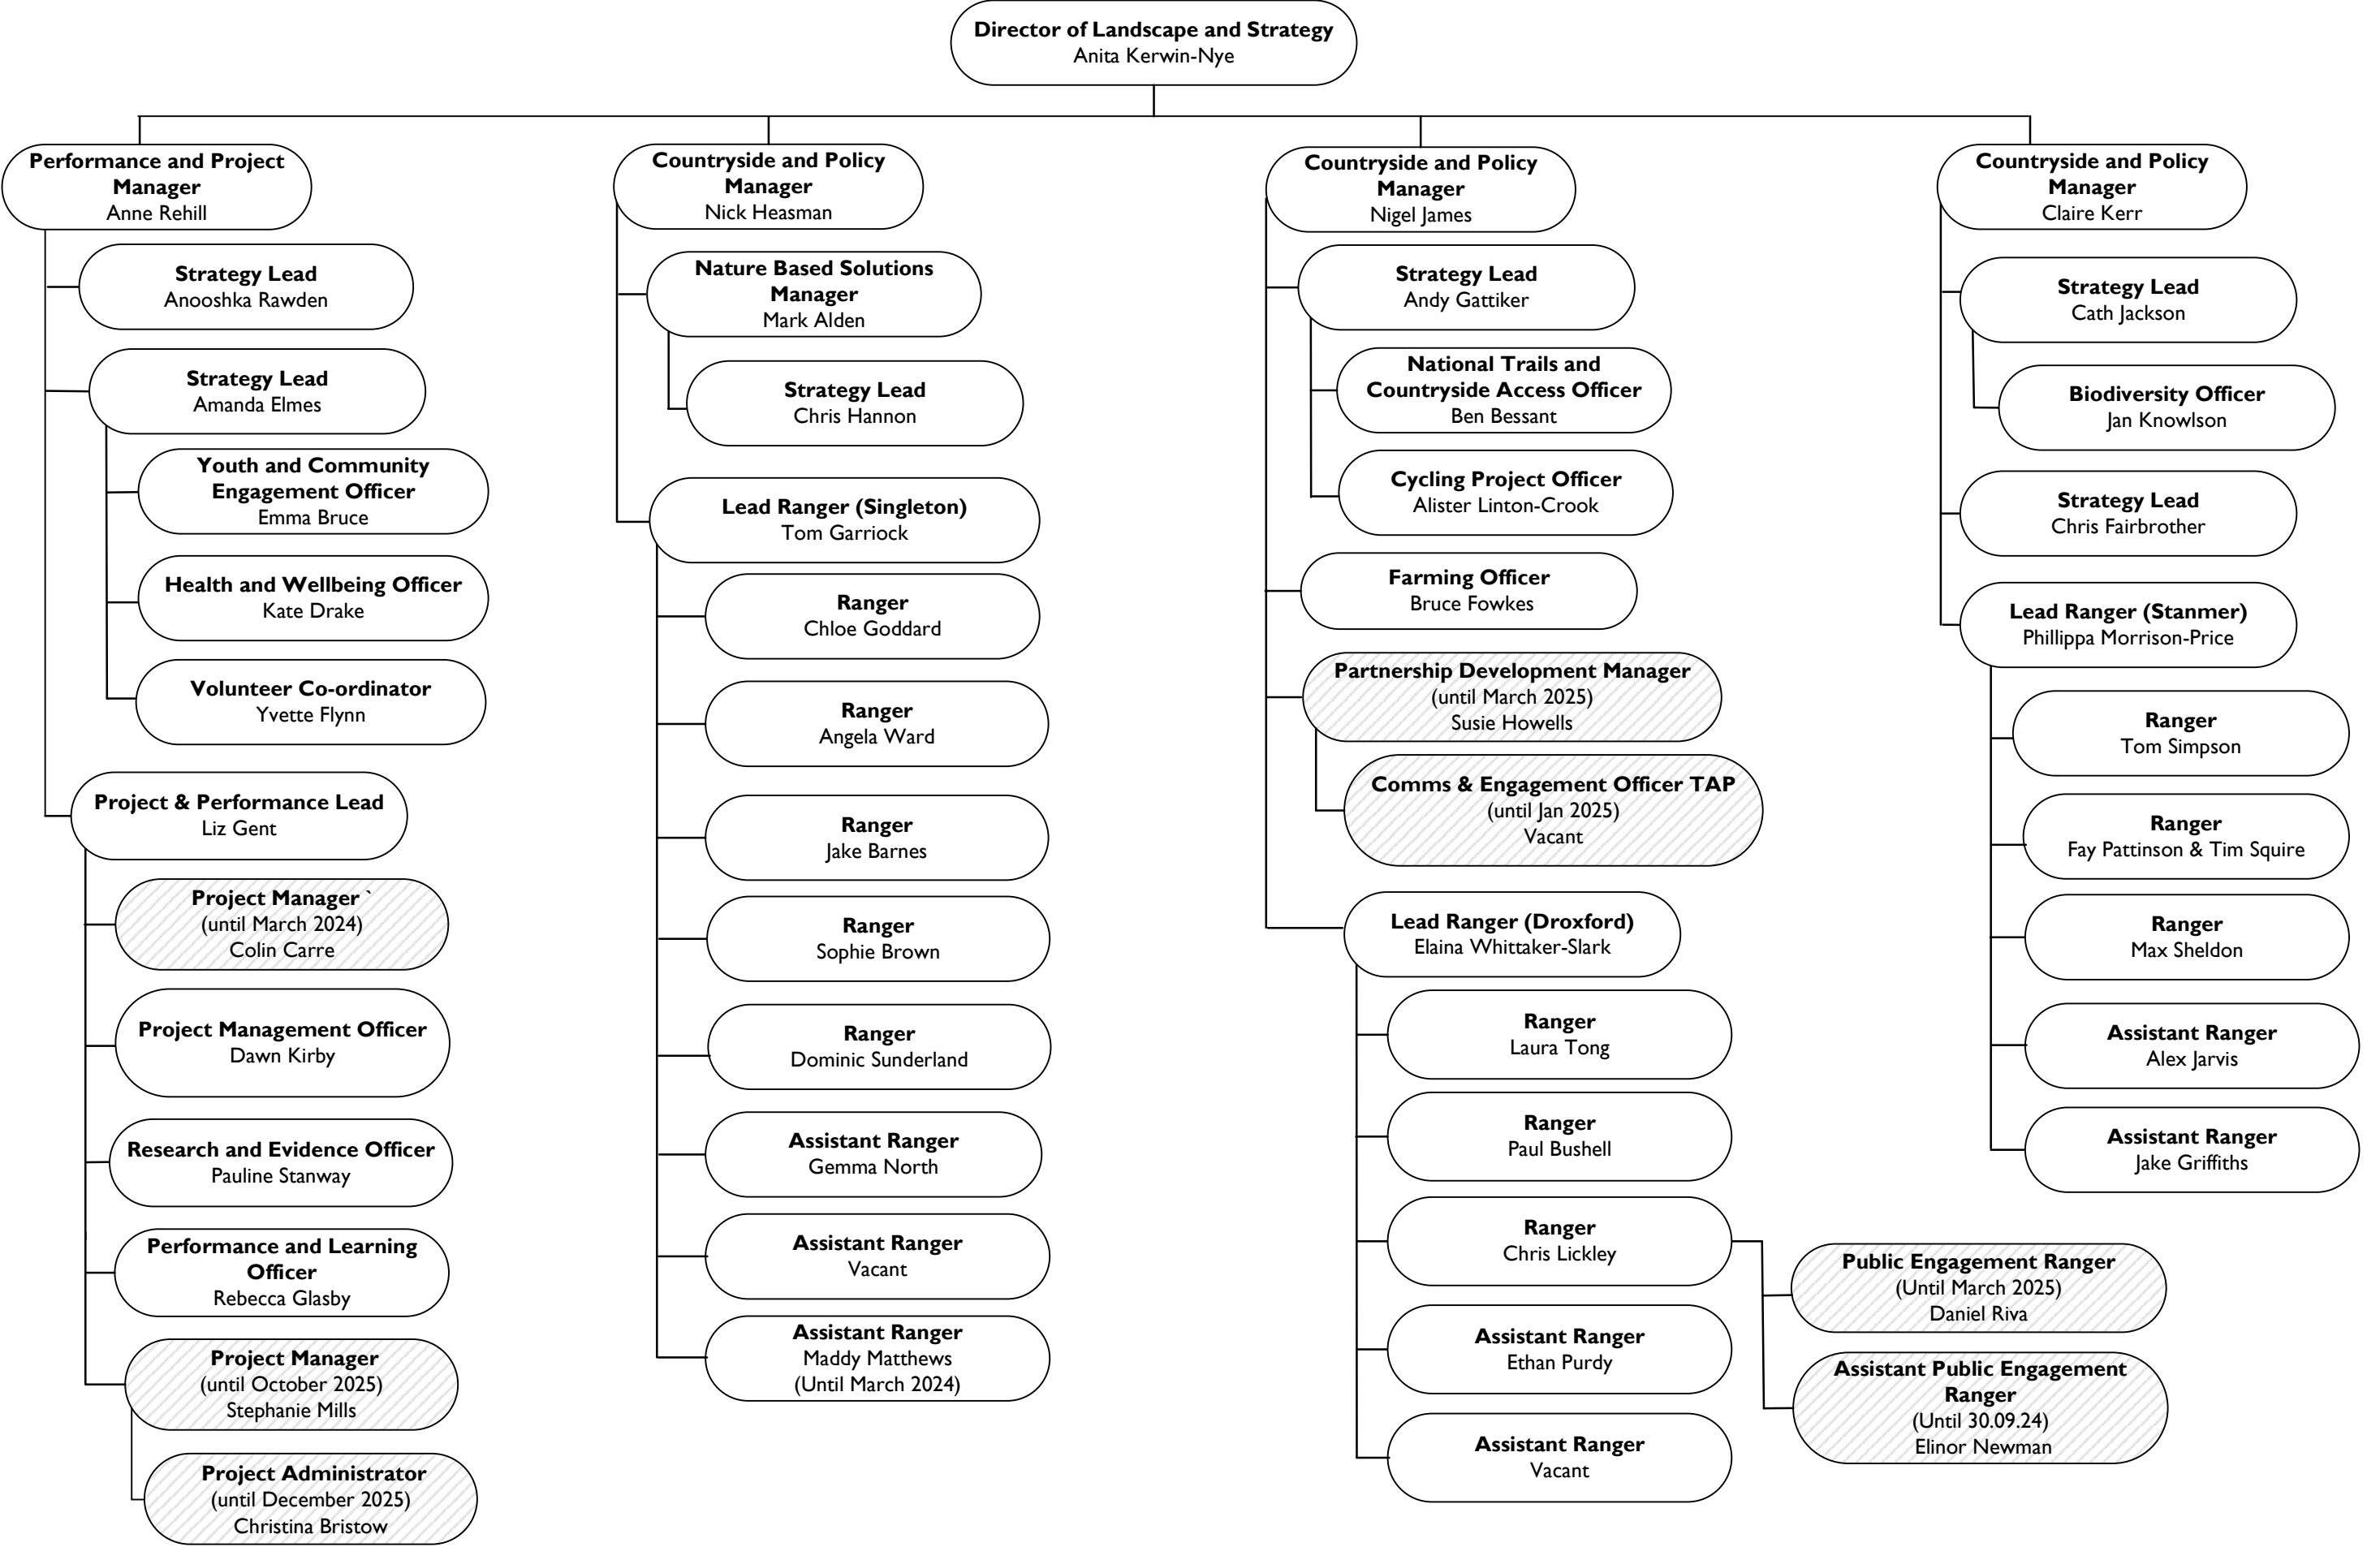 Director of Landscape and Strategy
Anita Kerwin-Nye
Performance and Project
Manager
Anne Rehill
Strategy Lead
Anooshka Rawden
Strategy Lead
Amanda Elmes
Youth and Community
Engagement Officer
Emma Bruce
Health and Wellbeing Officer
Kate Drake
Volunteer Co-ordinator
Yvette Flynn
Project & Performance Lead
Liz Gent
Project Manager `
(until March 2024)
Colin Carre
Project Management Officer
Dawn Kirby
Research and Evidence Officer
Pauline Stanway
Performance and Learning
Officer
Rebecca Glasby
Project Manager
(until October 2025)
Stephanie Mills
Project Administrator
(until December 2025)
Christina Bristow
Countryside and Policy
Manager
Nick Heasman
Nature Based Solutions
Manager
Mark Alden
Strategy Lead
Chris Hannon
Lead Ranger (Singleton)
Tom Garriock
Ranger
Chloe Goddard
Ranger
Angela Ward
Ranger
Jake Barnes
Ranger
Sophie Brown
Ranger
Dominic Sunderland
Assistant Ranger
Gemma North
Assistant Ranger
Vacant
Assistant Ranger
Maddy Matthews
(Until March 2024)
Countryside and Policy
Manager
Nigel James
Strategy Lead
Andy Gattiker
National Trails and
Countryside Access Officer
Ben Bessant
Cycling Project Officer
Alister Linton-Crook
Farming Officer
Bruce Fowkes
Partnership Development Manager
(until March 2025)
Susie Howells
Comms & Engagement Officer TAP
(until Jan 2025)
Vacant
Lead Ranger (Droxford)
Elaina Whittaker-Slark
Ranger
Laura Tong
Ranger
Paul Bushell
Ranger
Chris Lickley
Public Engagement Ranger
(Until March 2025)
Daniel Riva
Assistant Public Engagement
Ranger
(Until 30.09.24)
Elinor Newman
Assistant Ranger
Ethan Purdy
Assistant Ranger
Vacant
Countryside and Policy
Manager
Claire Kerr
Strategy Lead
Cath Jackson
Biodiversity Officer
Jan Knowlson
Strategy Lead
Chris Fairbrother
Lead Ranger (Stanmer)
Phillippa Morrison-Price
Ranger
Tom Simpson
Ranger
Fay Pattinson & Tim Squire
Ranger
Max Sheldon
Assistant Ranger
Alex Jarvis
Assistant Ranger
Jake Griffiths